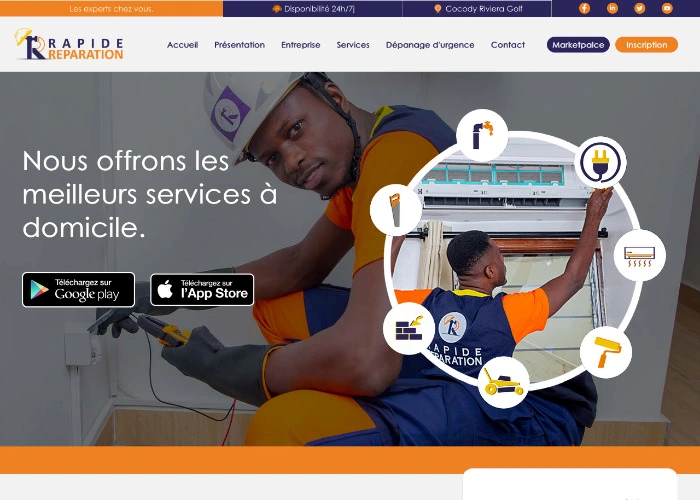 Les experts chez vous.
Disponibilité 24h/7j
Cocody Riviera Golf
RAPIDE
REPARATION
Accueil
Présentation
Entreprise
Services
Dépanage d'urgence
Contact
Marketpalce
Inscription
Nous offrons les
meilleurs services à
domicile.
Téléchargez sur
Google play
Téléchargez sur
l'App Store
RAPIDE
REPARATION